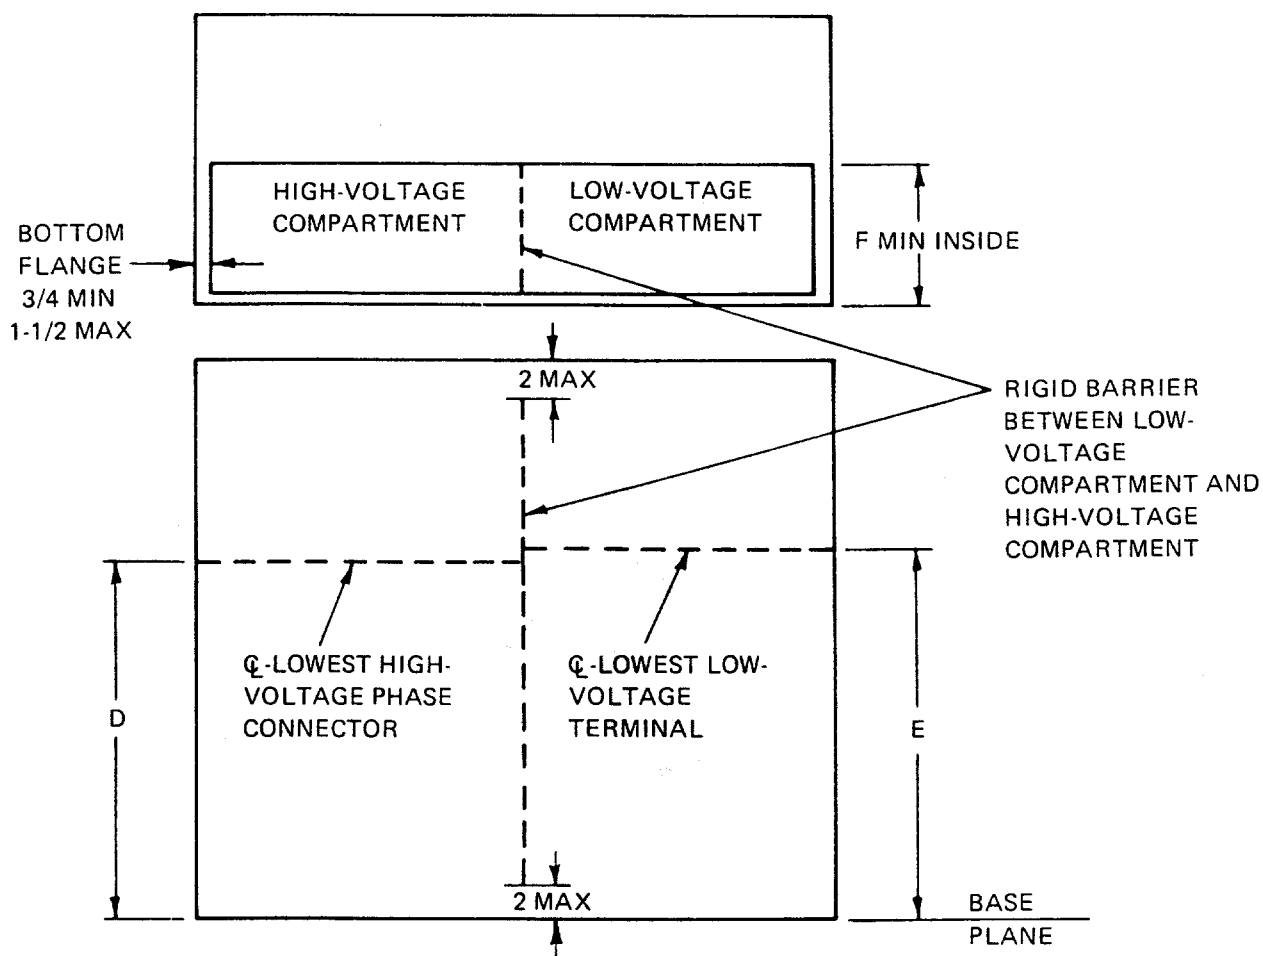 HIGH-VOLTAGE
COMPARTMENT
LOW-VOLTAGE
COMPARTMENT
BOTTOM
FLANGE
3/4 MIN
1-1/2 MAX
F MIN INSIDE
2 MAX
RIGID BARRIER
BETWEEN LOW-
VOLTAGE
COMPARTMENT AND
HIGH-VOLTAGE
COMPARTMENT
℄-LOWEST HIGH-
VOLTAGE PHASE
CONNECTOR
℄-LOWEST LOW-
VOLTAGE
TERMINAL
D
E
2 MAX
BASE
PLANE